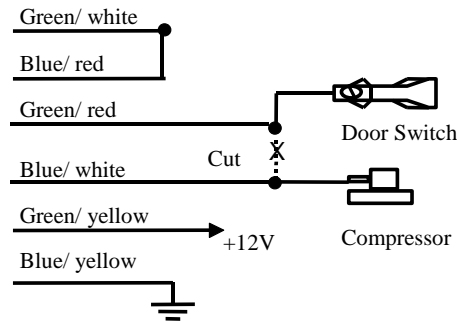 Green/ white
Blue/ red
Green/ red
Door Switch
Cut
X
Blue/ white
Green/ yellow
+12V
Compressor
Blue/ yellow